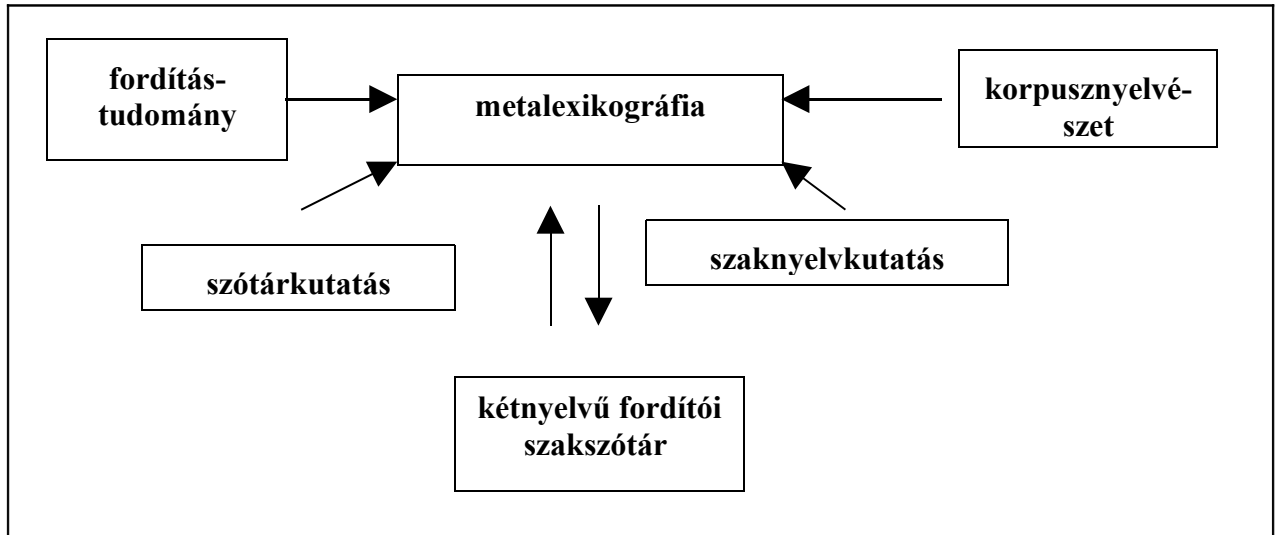 fordítás-
tudomány
metalexikográfia
korpusznyelvé-
szet
szótárkutatás
szaknyelvkutatás
kétnyelvű fordítói
szakszótár